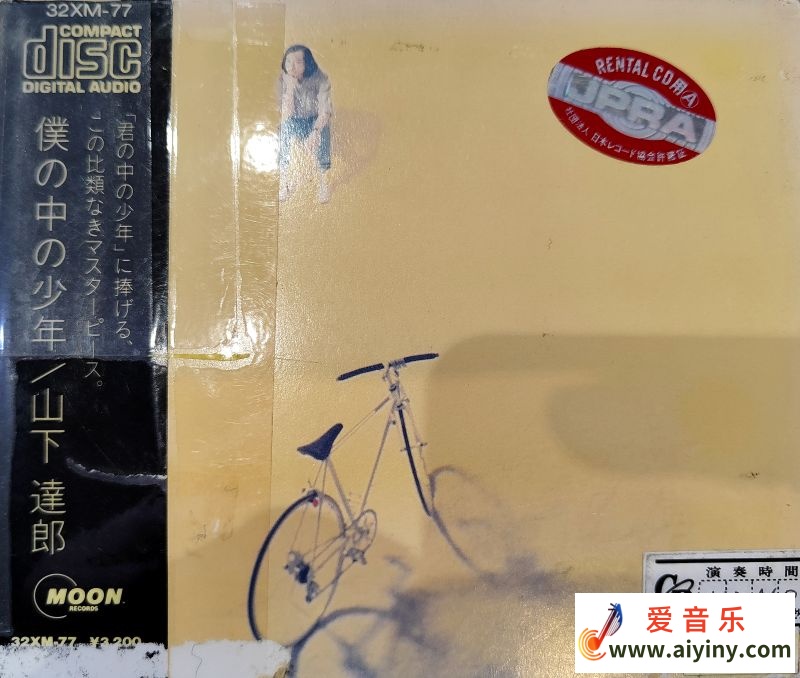 32XM-77
COMPACT
disc
DIGITAL AUDIO
「君の中の少年」に捧げる、
この比類なきマスターピース。
僕の中の少年/山下 達郎
MOON
RECORDS
32XM-77 ¥3,200
RENTAL CD用Ⓐ
JPRA
社団法人 日本レコード協会許諾証
演奏時間
爱音乐
www.aiyiny.com